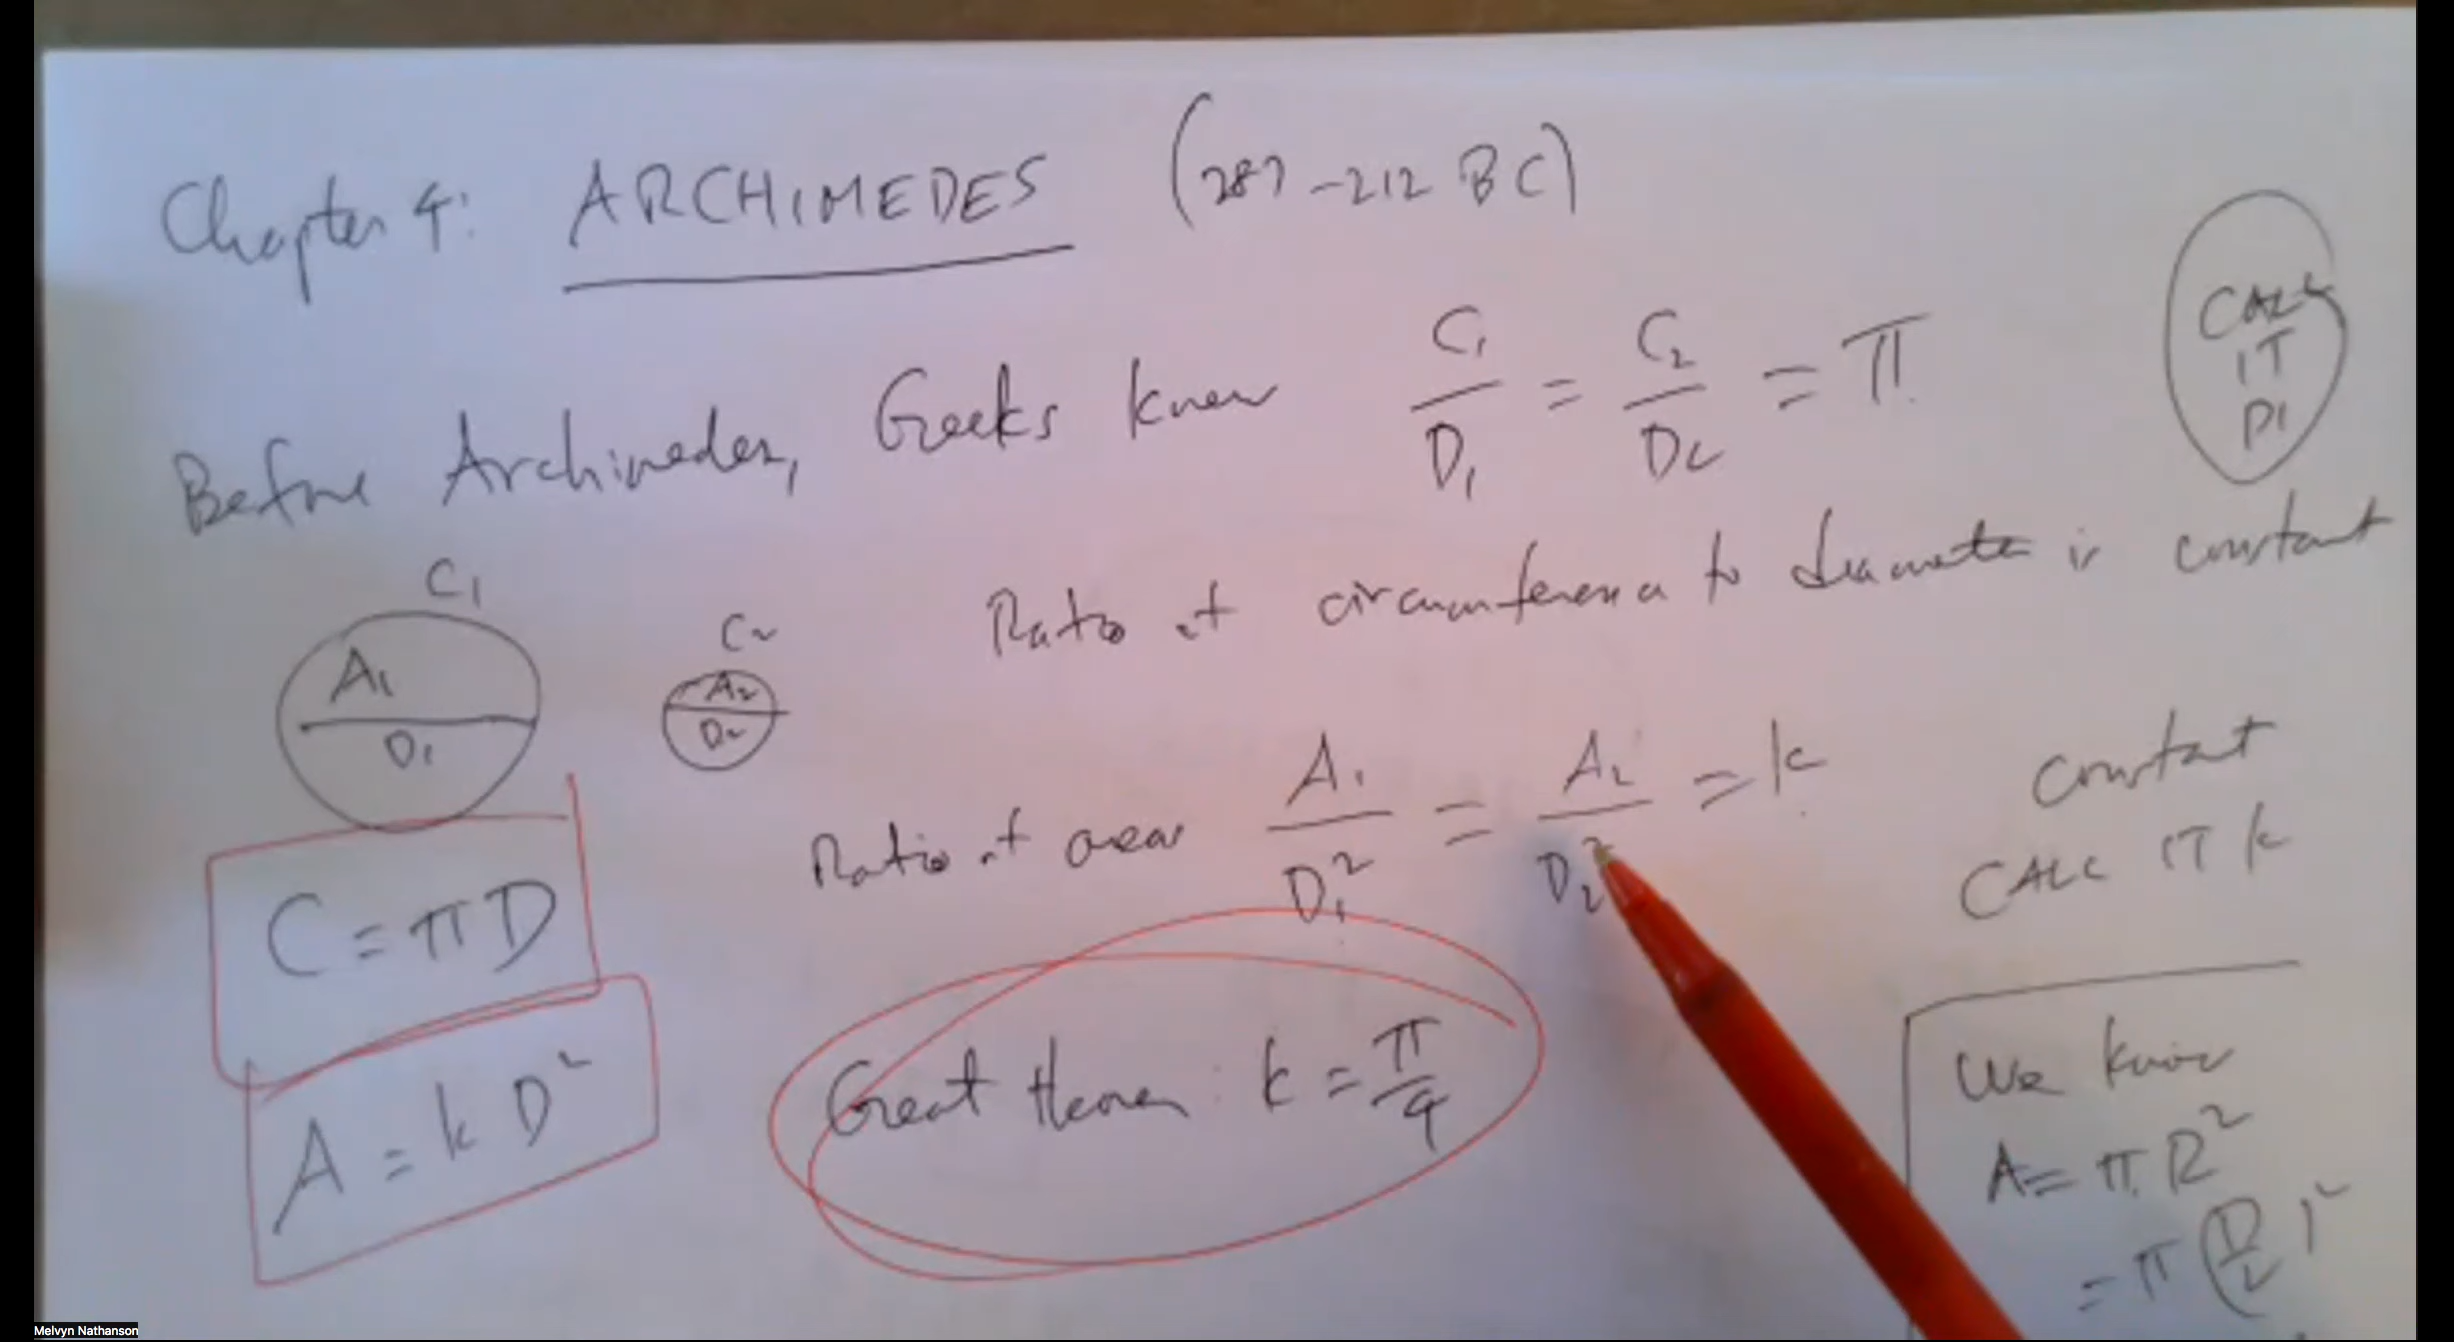 Chapter 4: ARCHIMEDES (287-212 BC)
CALL
IT
PI
Before Archimedes, Greeks knew C₁/D₁ = C₂/D₂ = π
Ratio of circumference to diameter is constant
C₁
A₁
D₁
C₂
A₂
D₂
Ratio of areas A₁/D₁² = A₂/D₂² = k
constant
CALL IT k
C = πD
A = kD²
Great theorem: k = π/4
We know
A = πR²
= π(D/2)²
Melvyn Nathanson